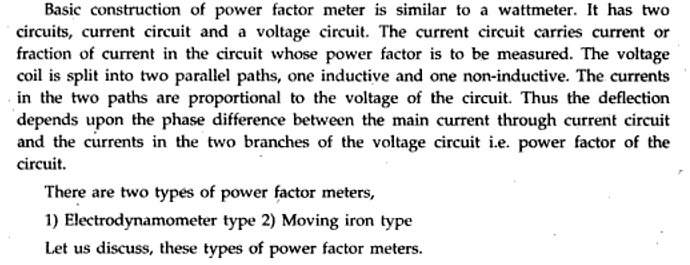 Basic construction of power factor meter is similar to a wattmeter. It has two
circuits, current circuit and a voltage circuit. The current circuit carries current or
fraction of current in the circuit whose power factor is to be measured. The voltage
coil is split into two parallel paths, one inductive and one non-inductive. The currents
in the two paths are proportional to the voltage of the circuit. Thus the deflection
depends upon the phase difference between the main current through current circuit
and the currents in the two branches of the voltage circuit i.e. power factor of the
circuit.
There are two types of power factor meters,
1) Electrodynamometer type 2) Moving iron type
Let us discuss, these types of power factor meters.